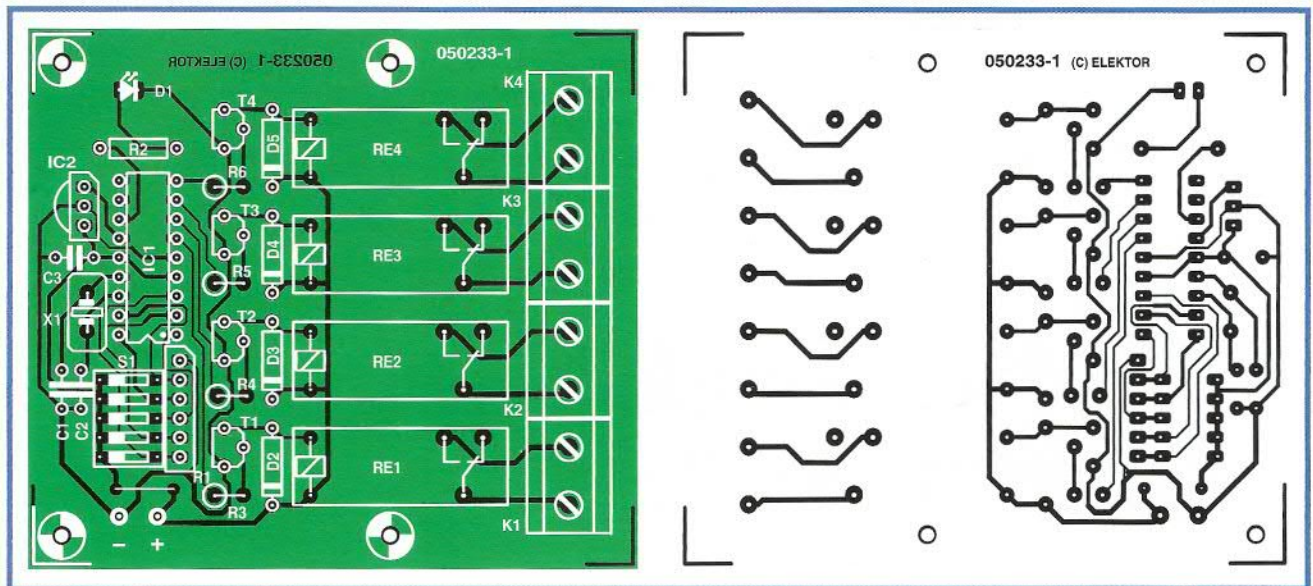 050233-1 (C) ELEKTOR
050233-1
K4
D1
T4
D5
RE4
R2
IC2
R6
K3
T3
IC1
D4
RE3
C3
R5
X1
T2
D3
RE2
S1
R4
K2
C1
C2
T1
D2
RE1
R1
R3
K1
- +
050233-1 (C) ELEKTOR